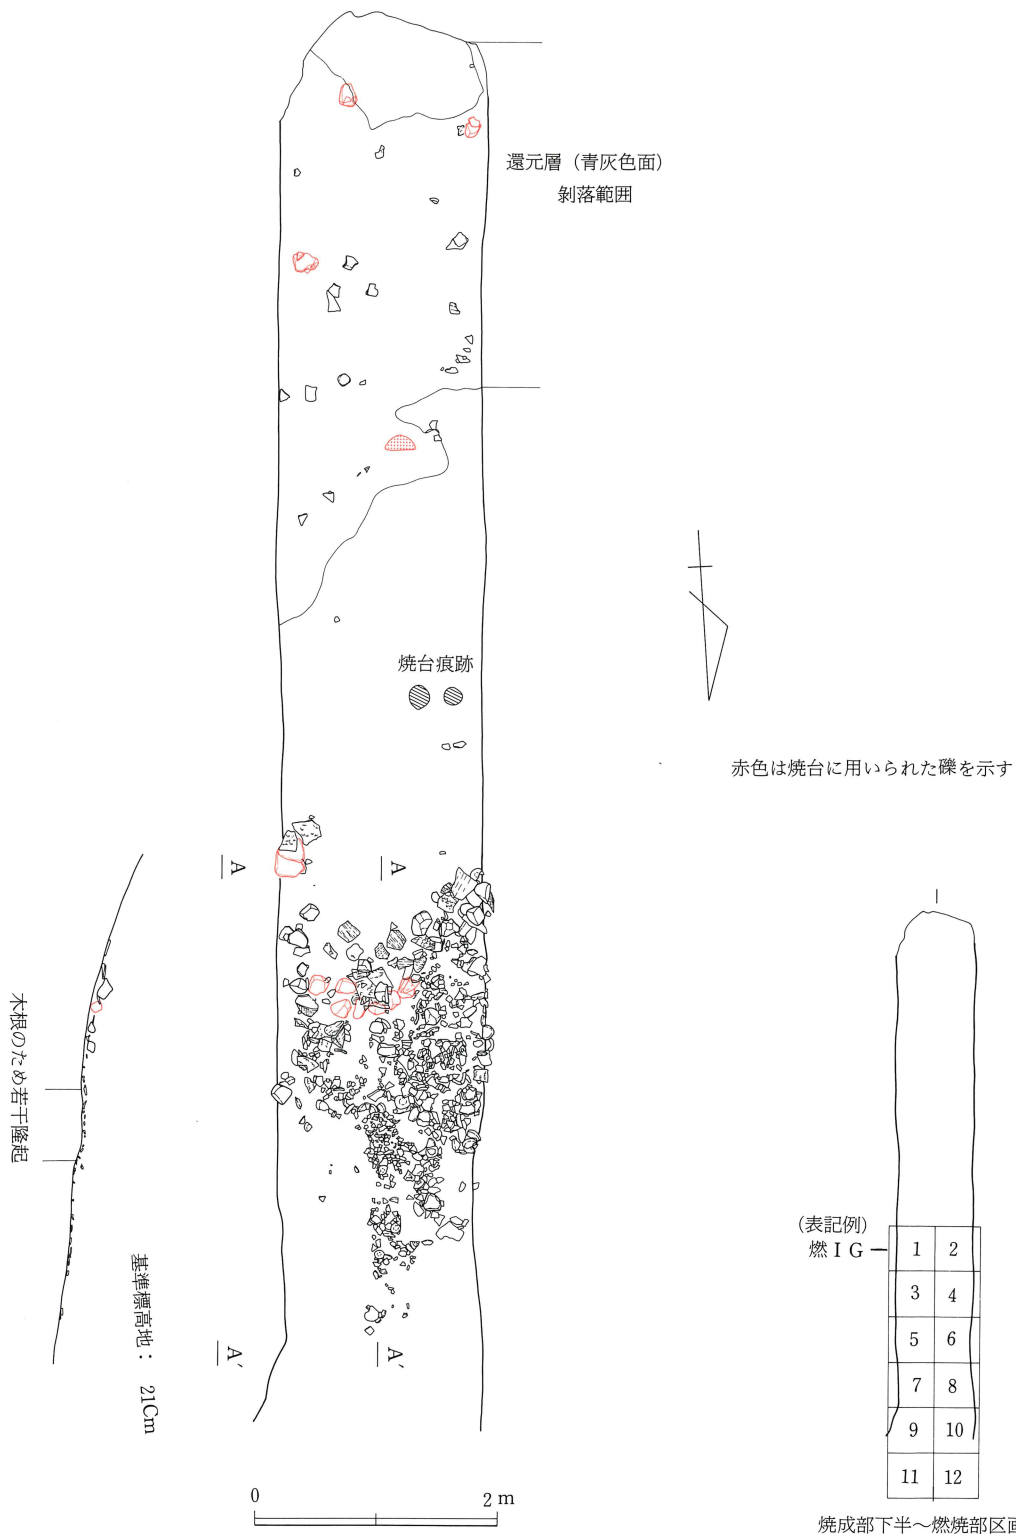 還元層（青灰色面）
剝落範囲
焼台痕跡
赤色は焼台に用いられた礫を示す
A
A
木根のため若干隆起
基準標高地： 21Cm
A′
A′
0
2 m
(表記例)
燃ⅠG
1 2
3 4
5 6
7 8
9 10
11 12
焼成部下半～燃焼部区画